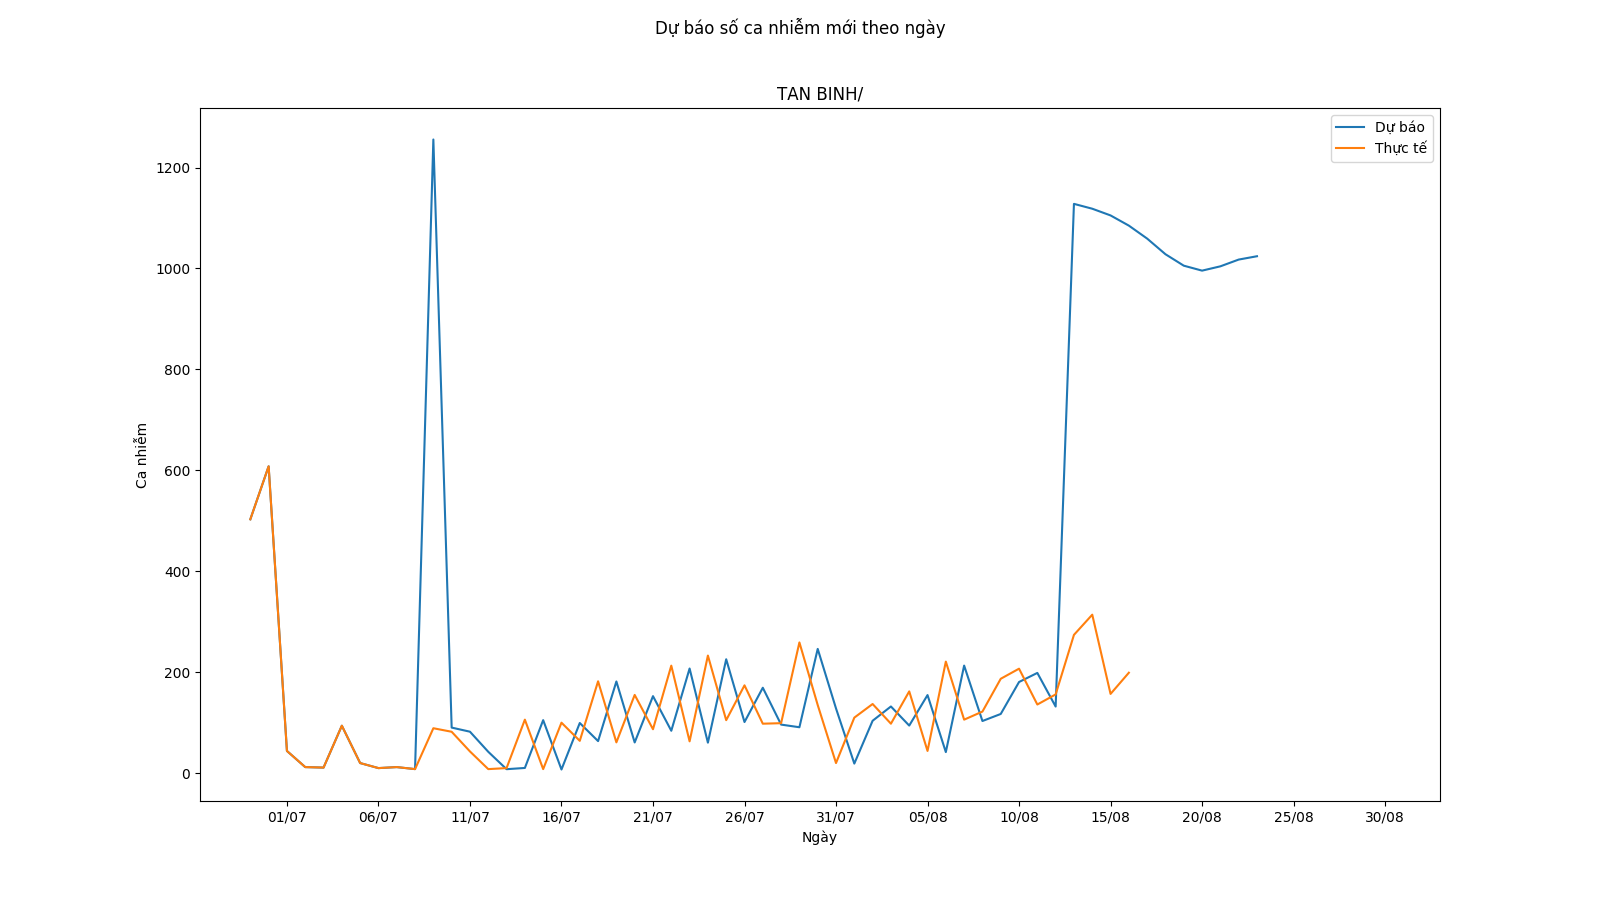 Dự báo số ca nhiễm mới theo ngày
TAN BINH/
Dự báo
Thực tế
1200
1000
800
600
400
200
0
Ca nhiễm
01/07 06/07 11/07 16/07 21/07 26/07 31/07 05/08 10/08 15/08 20/08 25/08 30/08
Ngày